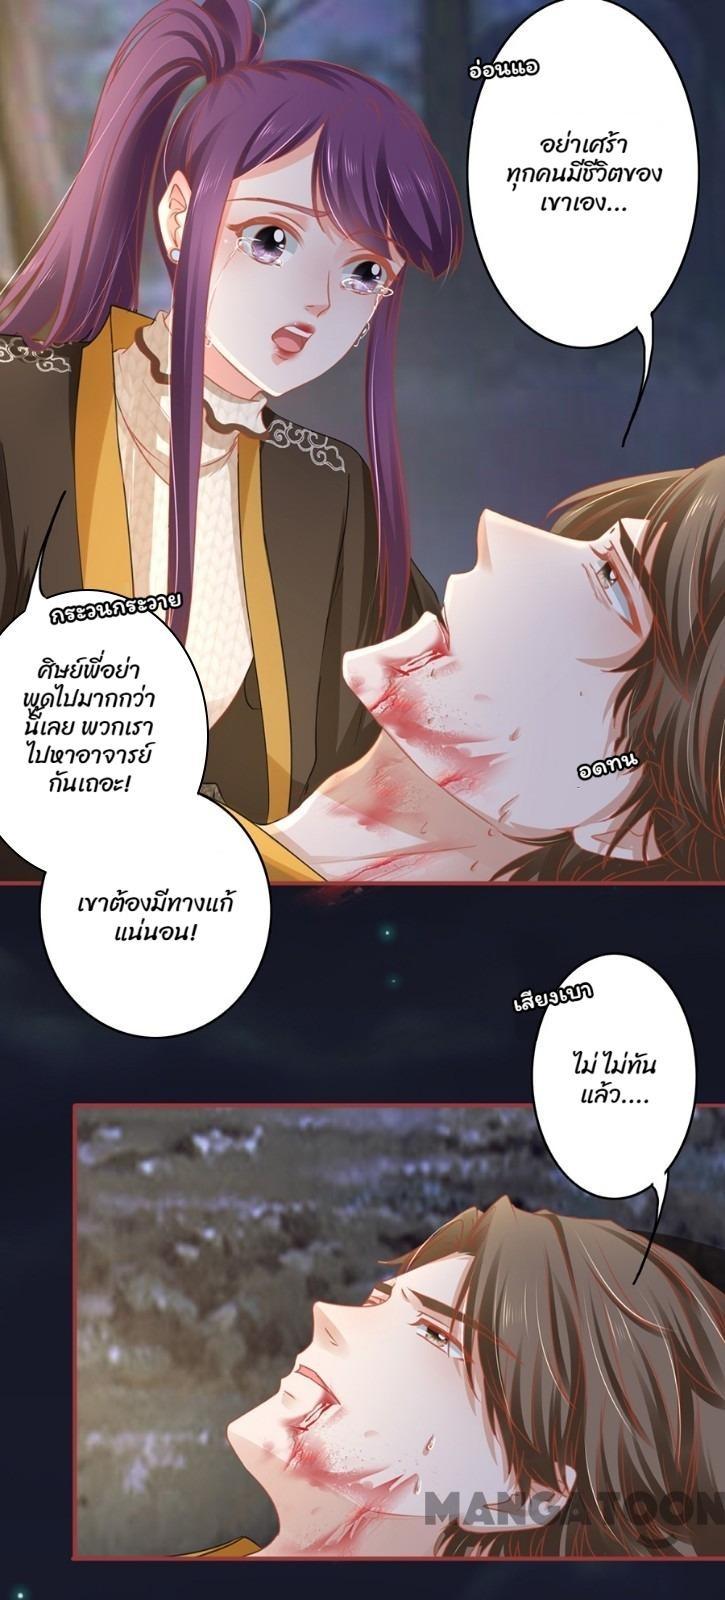 อ่อนแอ
อย่าเศร้า
ทุกคนมีชีวิตของ
เขาเอง...
กระวนกระวาย
ศิษย์พี่อย่า
พูดไปมากกว่า
นี้เลย พวกเรา
ไปหาอาจารย์
กันเถอะ!
อดทน
เขาต้องมีทางแก้
แน่นอน!
เสียงเบา
ไม่ ไม่ทัน
แล้ว....
MANGATOON